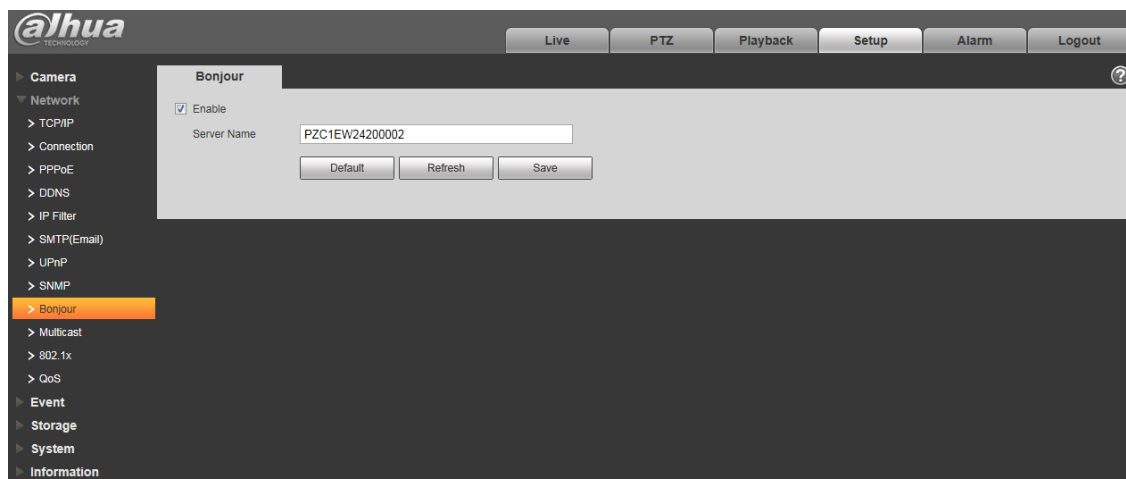 alhua
TECHNOLOGY
Live PTZ Playback Setup Alarm Logout
Camera
Network
> TCP/IP
> Connection
> PPPoE
> DDNS
> IP Filter
> SMTP(Email)
> UPnP
> SNMP
> Bonjour
> Multicast
> 802.1x
> QoS
Event
Storage
System
Information
Bonjour
?
Enable
Server Name PZC1EW24200002
Default Refresh Save